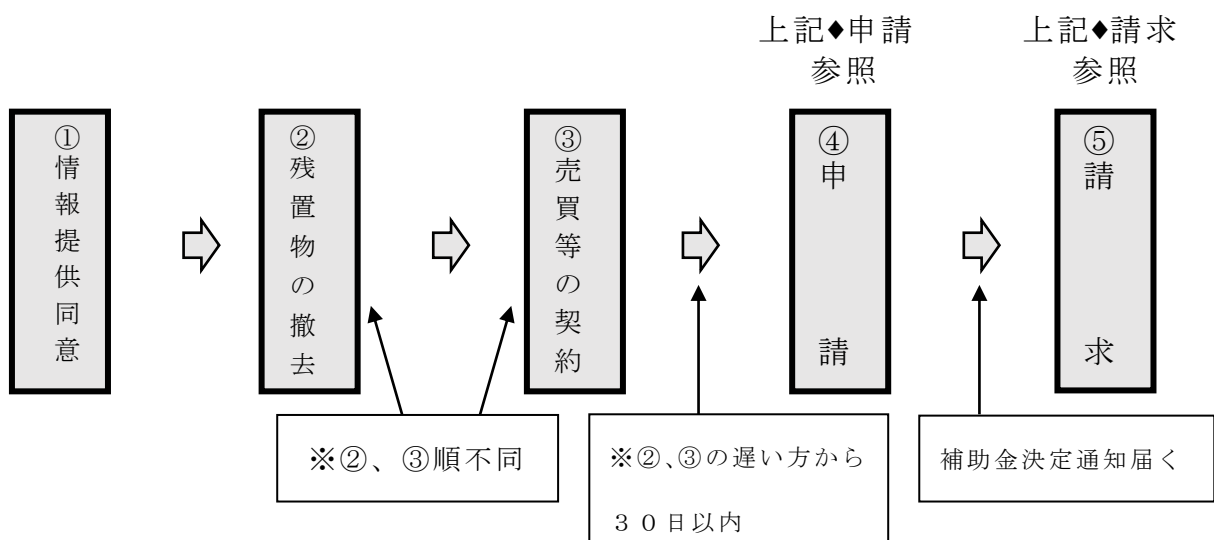 上記♦申請
参照
上記♦請求
参照
①情報提供同意
②残置物の撤去
③売買等の契約
④申請
⑤請求
※②、③順不同
※②、③の遅い方から
３０日以内
補助金決定通知届く